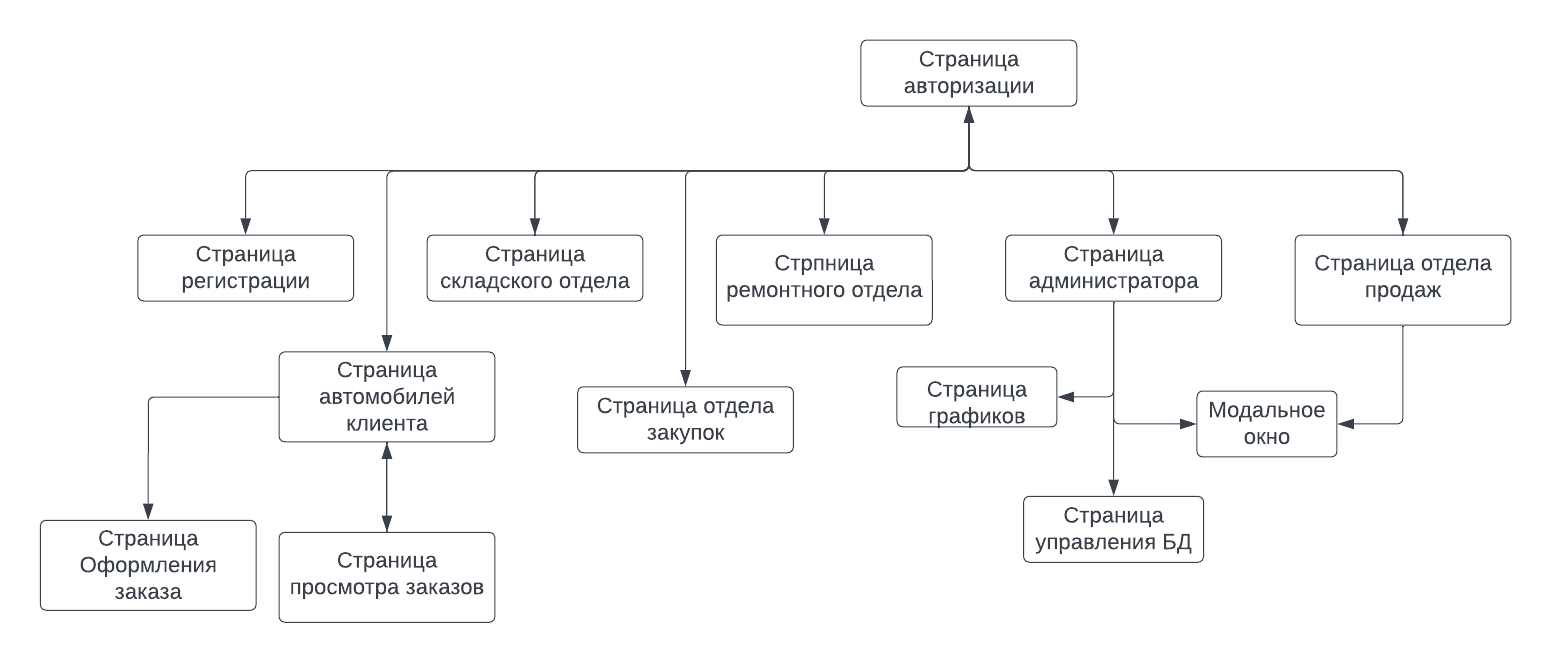 Страница
авторизации
Страница
регистрации
Страница
складского отдела
Стрпница
ремонтного отдела
Страница
администратора
Страница отдела
продаж
Страница
автомобилей
клиента
Страница отдела
закупок
Страница
графиков
Модальное
окно
Страница
Оформления
заказа
Страница
просмотра заказов
Страница
управления БД